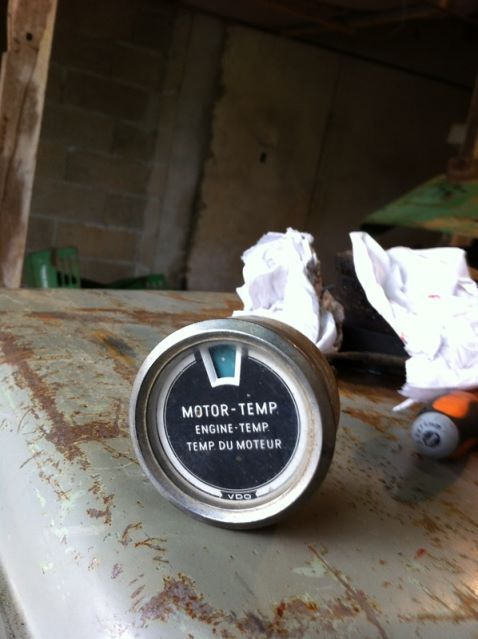 MOTOR-TEMP.
ENGINE-TEMP.
TEMP DU MOTEUR
VDO